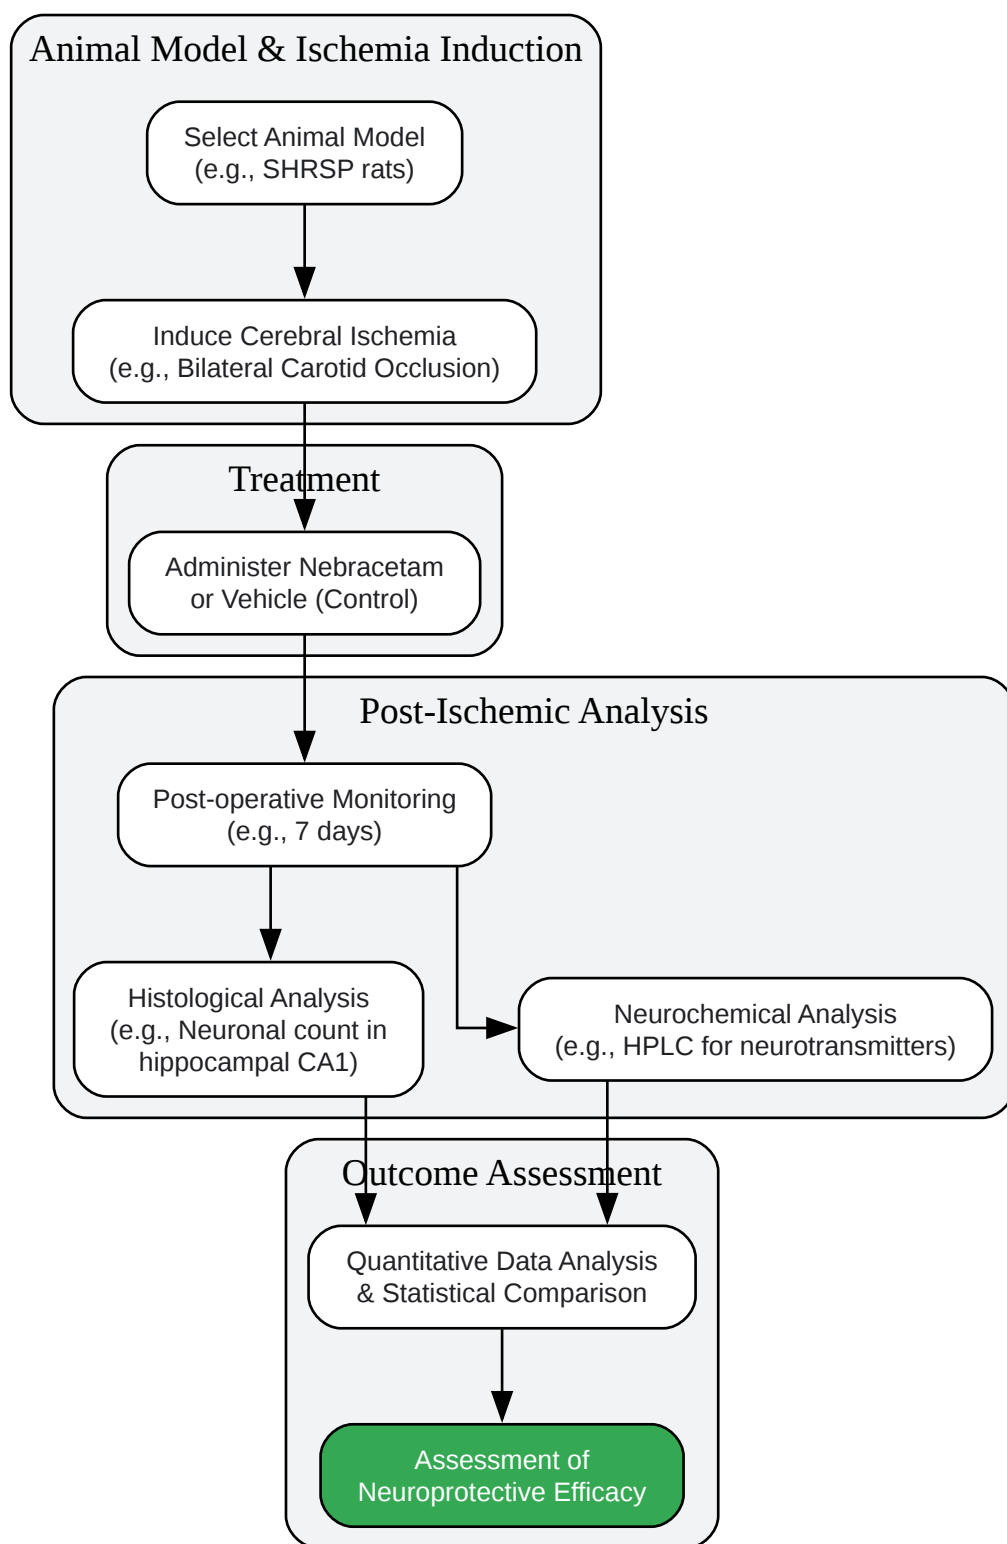 Animal Model & Ischemia Induction
Select Animal Model
(e.g., SHRSP rats)
Induce Cerebral Ischemia
(e.g., Bilateral Carotid Occlusion)
Treatment
Administer Nebracetam
or Vehicle (Control)
Post-Ischemic Analysis
Post-operative Monitoring
(e.g., 7 days)
Histological Analysis
(e.g., Neuronal count in
hippocampal CA1)
Neurochemical Analysis
(e.g., HPLC for neurotransmitters)
Outcome Assessment
Quantitative Data Analysis
& Statistical Comparison
Assessment of
Neuroprotective Efficacy